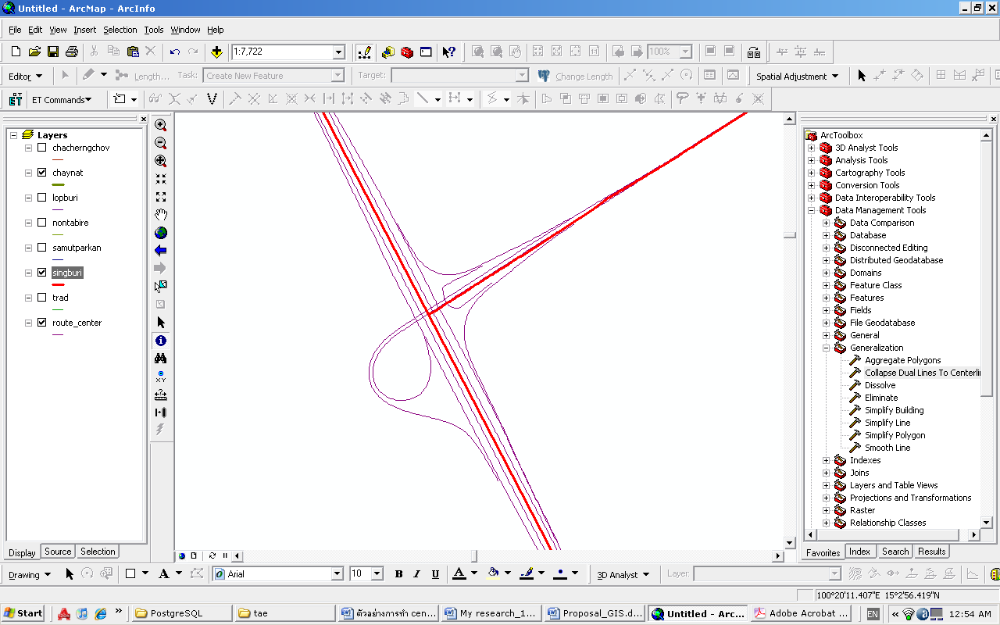 Untitled - ArcMap - ArcInfo
File Edit View Insert Selection Tools Window Help
1:7,722
100%
Editor
Length...
Task:
Create New Feature
Target:
Change Length
Spatial Adjustment
ET
ET Commands
Layers
chacherngchov
chaynat
lopburi
nontabire
samutparkan
singburi
trad
route_center
Display Source Selection
XY
ArcToolbox
3D Analyst Tools
Analysis Tools
Cartography Tools
Conversion Tools
Data Interoperability Tools
Data Management Tools
Data Comparison
Database
Disconnected Editing
Distributed Geodatabase
Domains
Feature Class
Features
Fields
File Geodatabase
General
Generalization
Aggregate Polygons
Collapse Dual Lines To Centerli
Dissolve
Eliminate
Simplify Building
Simplify Line
Simplify Polygon
Smooth Line
Indexes
Joins
Layers and Table Views
Projections and Transformations
Raster
Relationship Classes
Favorites Index Search Results
Drawing
A
Arial
10
B I U A
3D Analyst
Layer:
100°20'11.407"E 15°2'56.419"N
Start
»
PostgreSQL
tae
ตัวอย่างการทำ cen...
My research_1...
Proposal_GIS.d...
Untitled - Arc...
Adobe Acrobat ...
EN
«
12:54 AM